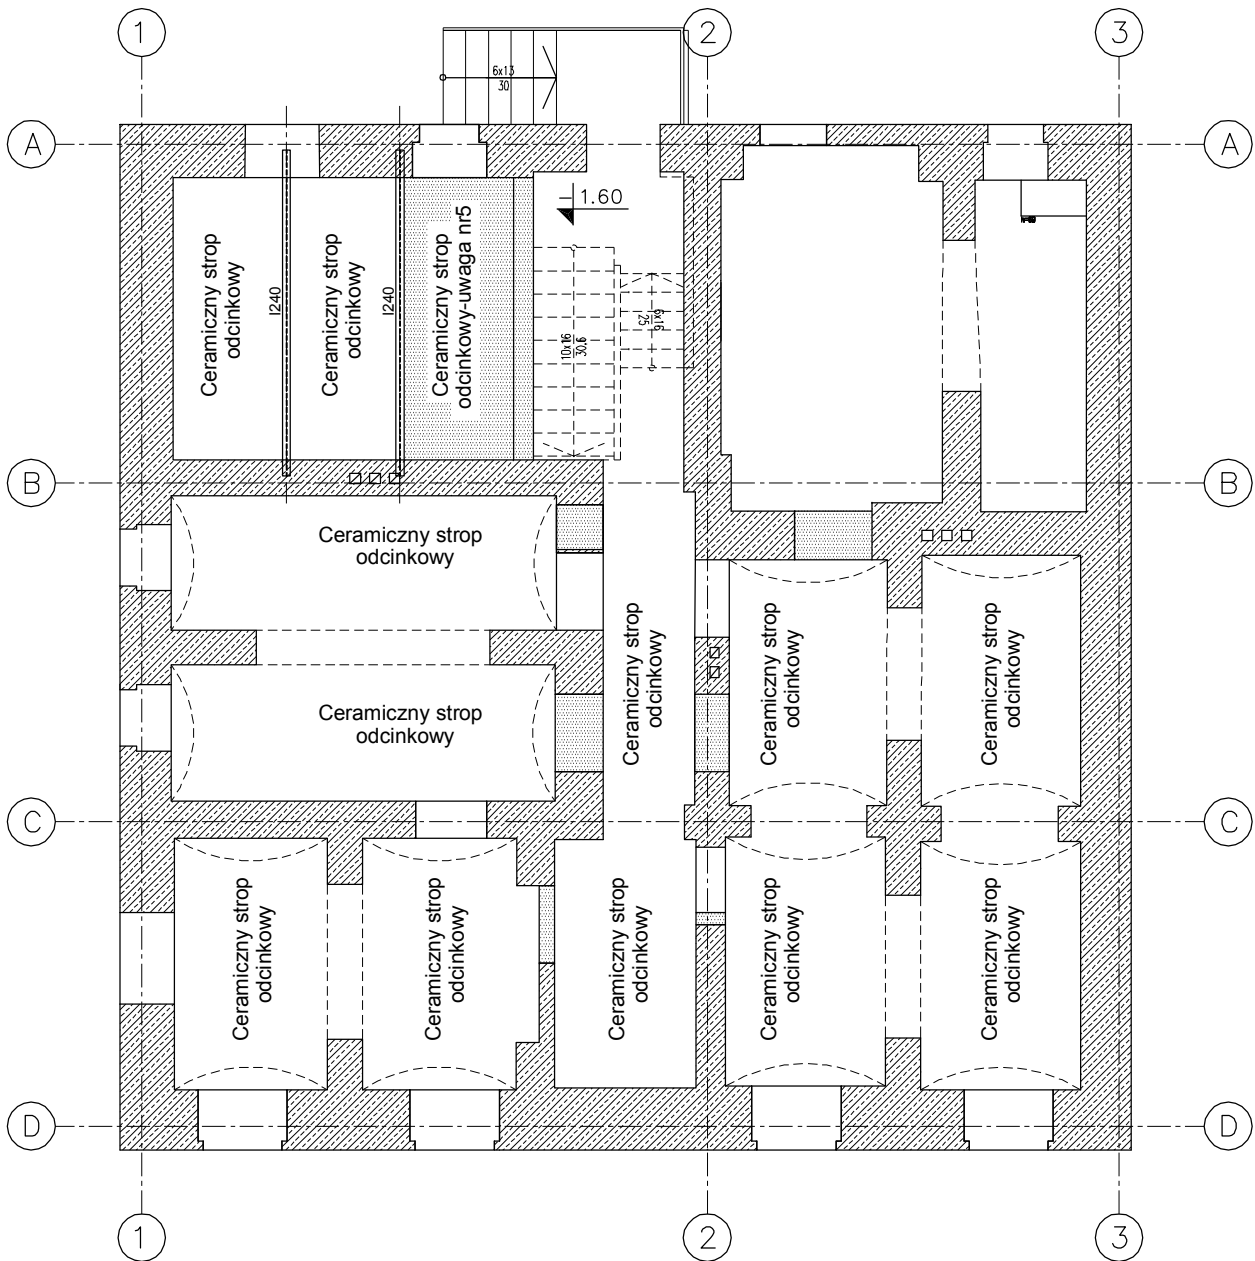 1
2
3
6x13
30
A
A
1.60
Ceramiczny strop
odcinkowy
I240
Ceramiczny strop
odcinkowy
I240
Ceramiczny strop
odcinkowy-uwaga nr5
10x16
30.6
6x16
25
B
B
Ceramiczny strop
odcinkowy
Ceramiczny strop
odcinkowy
Ceramiczny strop
odcinkowy
Ceramiczny strop
odcinkowy
Ceramiczny strop
odcinkowy
C
C
Ceramiczny strop
odcinkowy
Ceramiczny strop
odcinkowy
Ceramiczny strop
odcinkowy
Ceramiczny strop
odcinkowy
Ceramiczny strop
odcinkowy
D
D
1
2
3